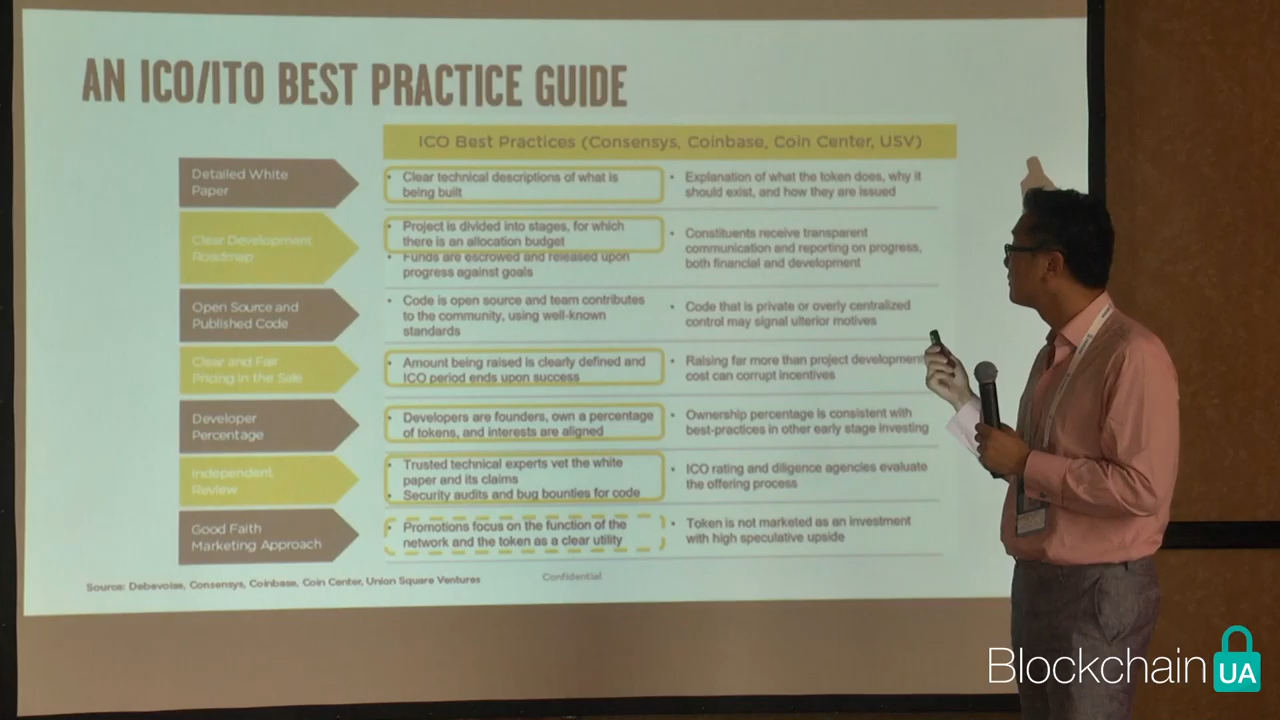 AN ICO/ITO BEST PRACTICE GUIDE
ICO Best Practices (Consensys, Coinbase, Coin Center, USV)
Detailed White
Paper
• Clear technical descriptions of what is
being built
• Explanation of what the token does, why it
should exist, and how they are issued
Clear Development
Roadmap
• Project is divided into stages, for which
there is an allocation budget
• Funds are escrowed and released upon
progress against goals
• Constituents receive transparent
communication and reporting on progress,
both financial and development
Open Source and
Published Code
• Code is open source and team contributes
to the community, using well-known
standards
• Code that is private or overly centralized
control may signal ulterior motives
Clear and Fair
Pricing in the Sale
• Amount being raised is clearly defined and
ICO period ends upon success
• Raising far more than project development
cost can corrupt incentives
Developer
Percentage
• Developers are founders, own a percentage
of tokens, and interests are aligned
• Ownership percentage is consistent with
best-practices in other early stage investing
Independent
Review
• Trusted technical experts vet the white
paper and its claims
• Security audits and bug bounties for code
• ICO rating and diligence agencies evaluate
the offering process
Good Faith
Marketing Approach
• Promotions focus on the function of the
network and the token as a clear utility
• Token is not marketed as an investment
with high speculative upside
Source: Debevoise, Consensys, Coinbase, Coin Center, Union Square Ventures
Confidential
Blockchain UA